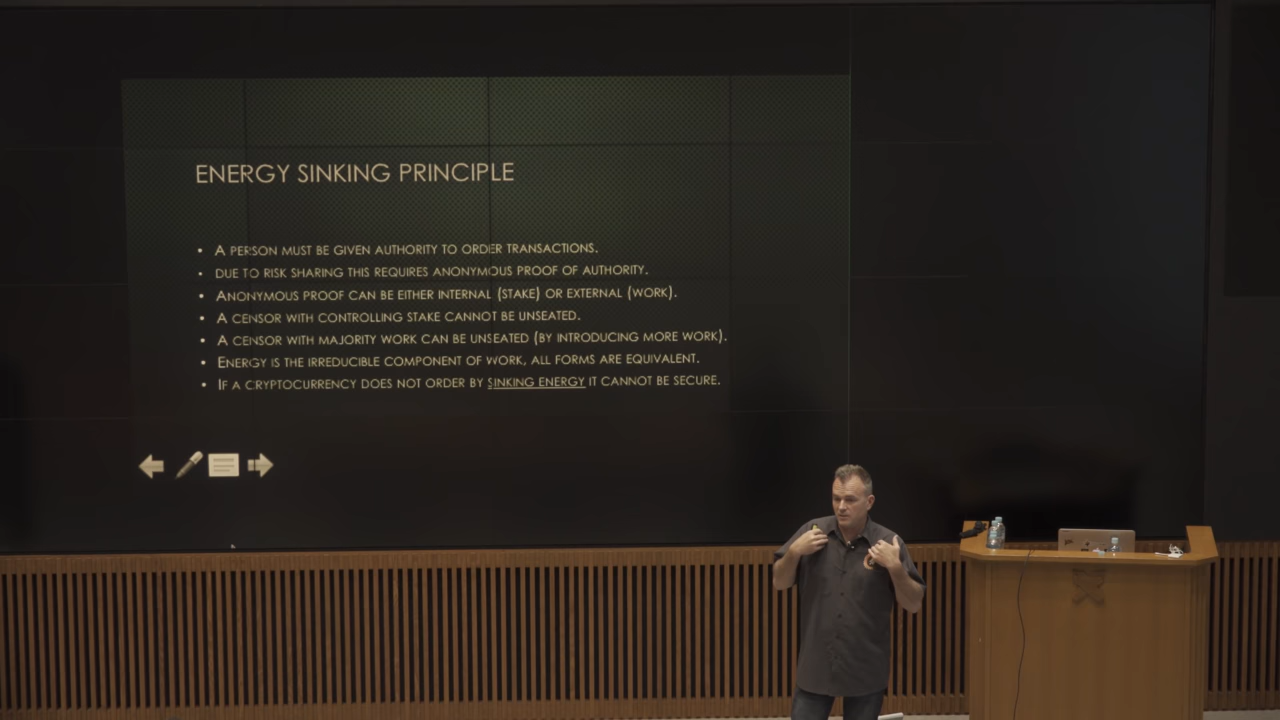 ENERGY SINKING PRINCIPLE
• A PERSON MUST BE GIVEN AUTHORITY TO ORDER TRANSACTIONS.
• DUE TO RISK SHARING THIS REQUIRES ANONYMOUS PROOF OF AUTHORITY.
• ANONYMOUS PROOF CAN BE EITHER INTERNAL (STAKE) OR EXTERNAL (WORK).
• A CENSOR WITH CONTROLLING STAKE CANNOT BE UNSEATED.
• A CENSOR WITH MAJORITY WORK CAN BE UNSEATED (BY INTRODUCING MORE WORK).
• ENERGY IS THE IRREDUCIBLE COMPONENT OF WORK, ALL FORMS ARE EQUIVALENT.
• IF A CRYPTOCURRENCY DOES NOT ORDER BY SINKING ENERGY IT CANNOT BE SECURE.